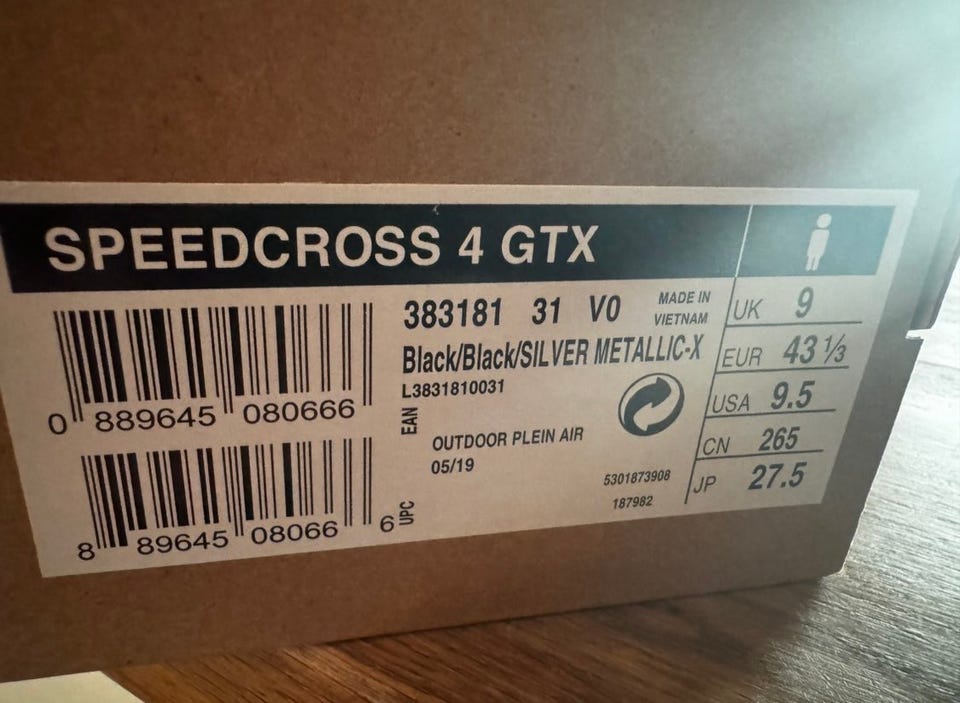 SPEEDCROSS 4 GTX
383181 31 V0
MADE IN
VIETNAM
Black/Black/SILVER METALLIC-X
L3831810031
EAN
0 889645 080666
OUTDOOR PLEIN AIR
05/19
5301873908
187982
UPC
8 89645 08066 6
UK 9
EUR 43 1/3
USA 9.5
CN 265
JP 27.5